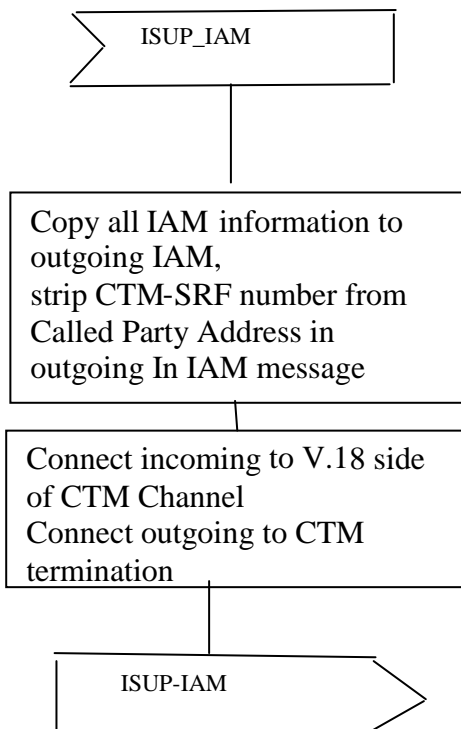 ISUP_IAM
Copy all IAM information to
outgoing IAM,
strip CTM-SRF number from
Called Party Address in
outgoing In IAM message
Connect incoming to V.18 side
of CTM Channel
Connect outgoing to CTM
termination
ISUP-IAM